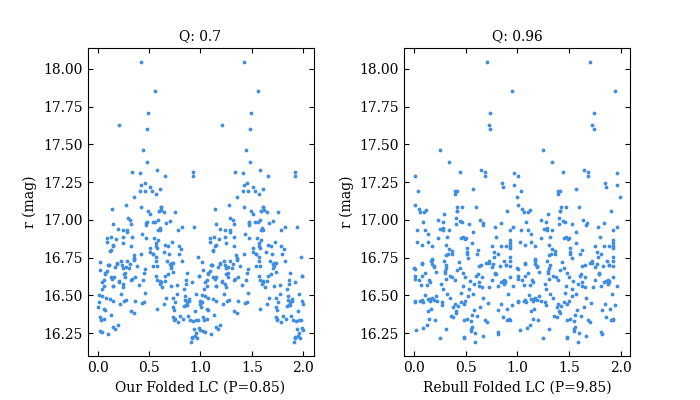 Q: 0.7
18.00
17.75
17.50
17.25
17.00
16.75
16.50
16.25
r (mag)
0.0 0.5 1.0 1.5 2.0
Our Folded LC (P=0.85)
Q: 0.96
18.00
17.75
17.50
17.25
17.00
16.75
16.50
16.25
r (mag)
0.0 0.5 1.0 1.5 2.0
Rebull Folded LC (P=9.85)